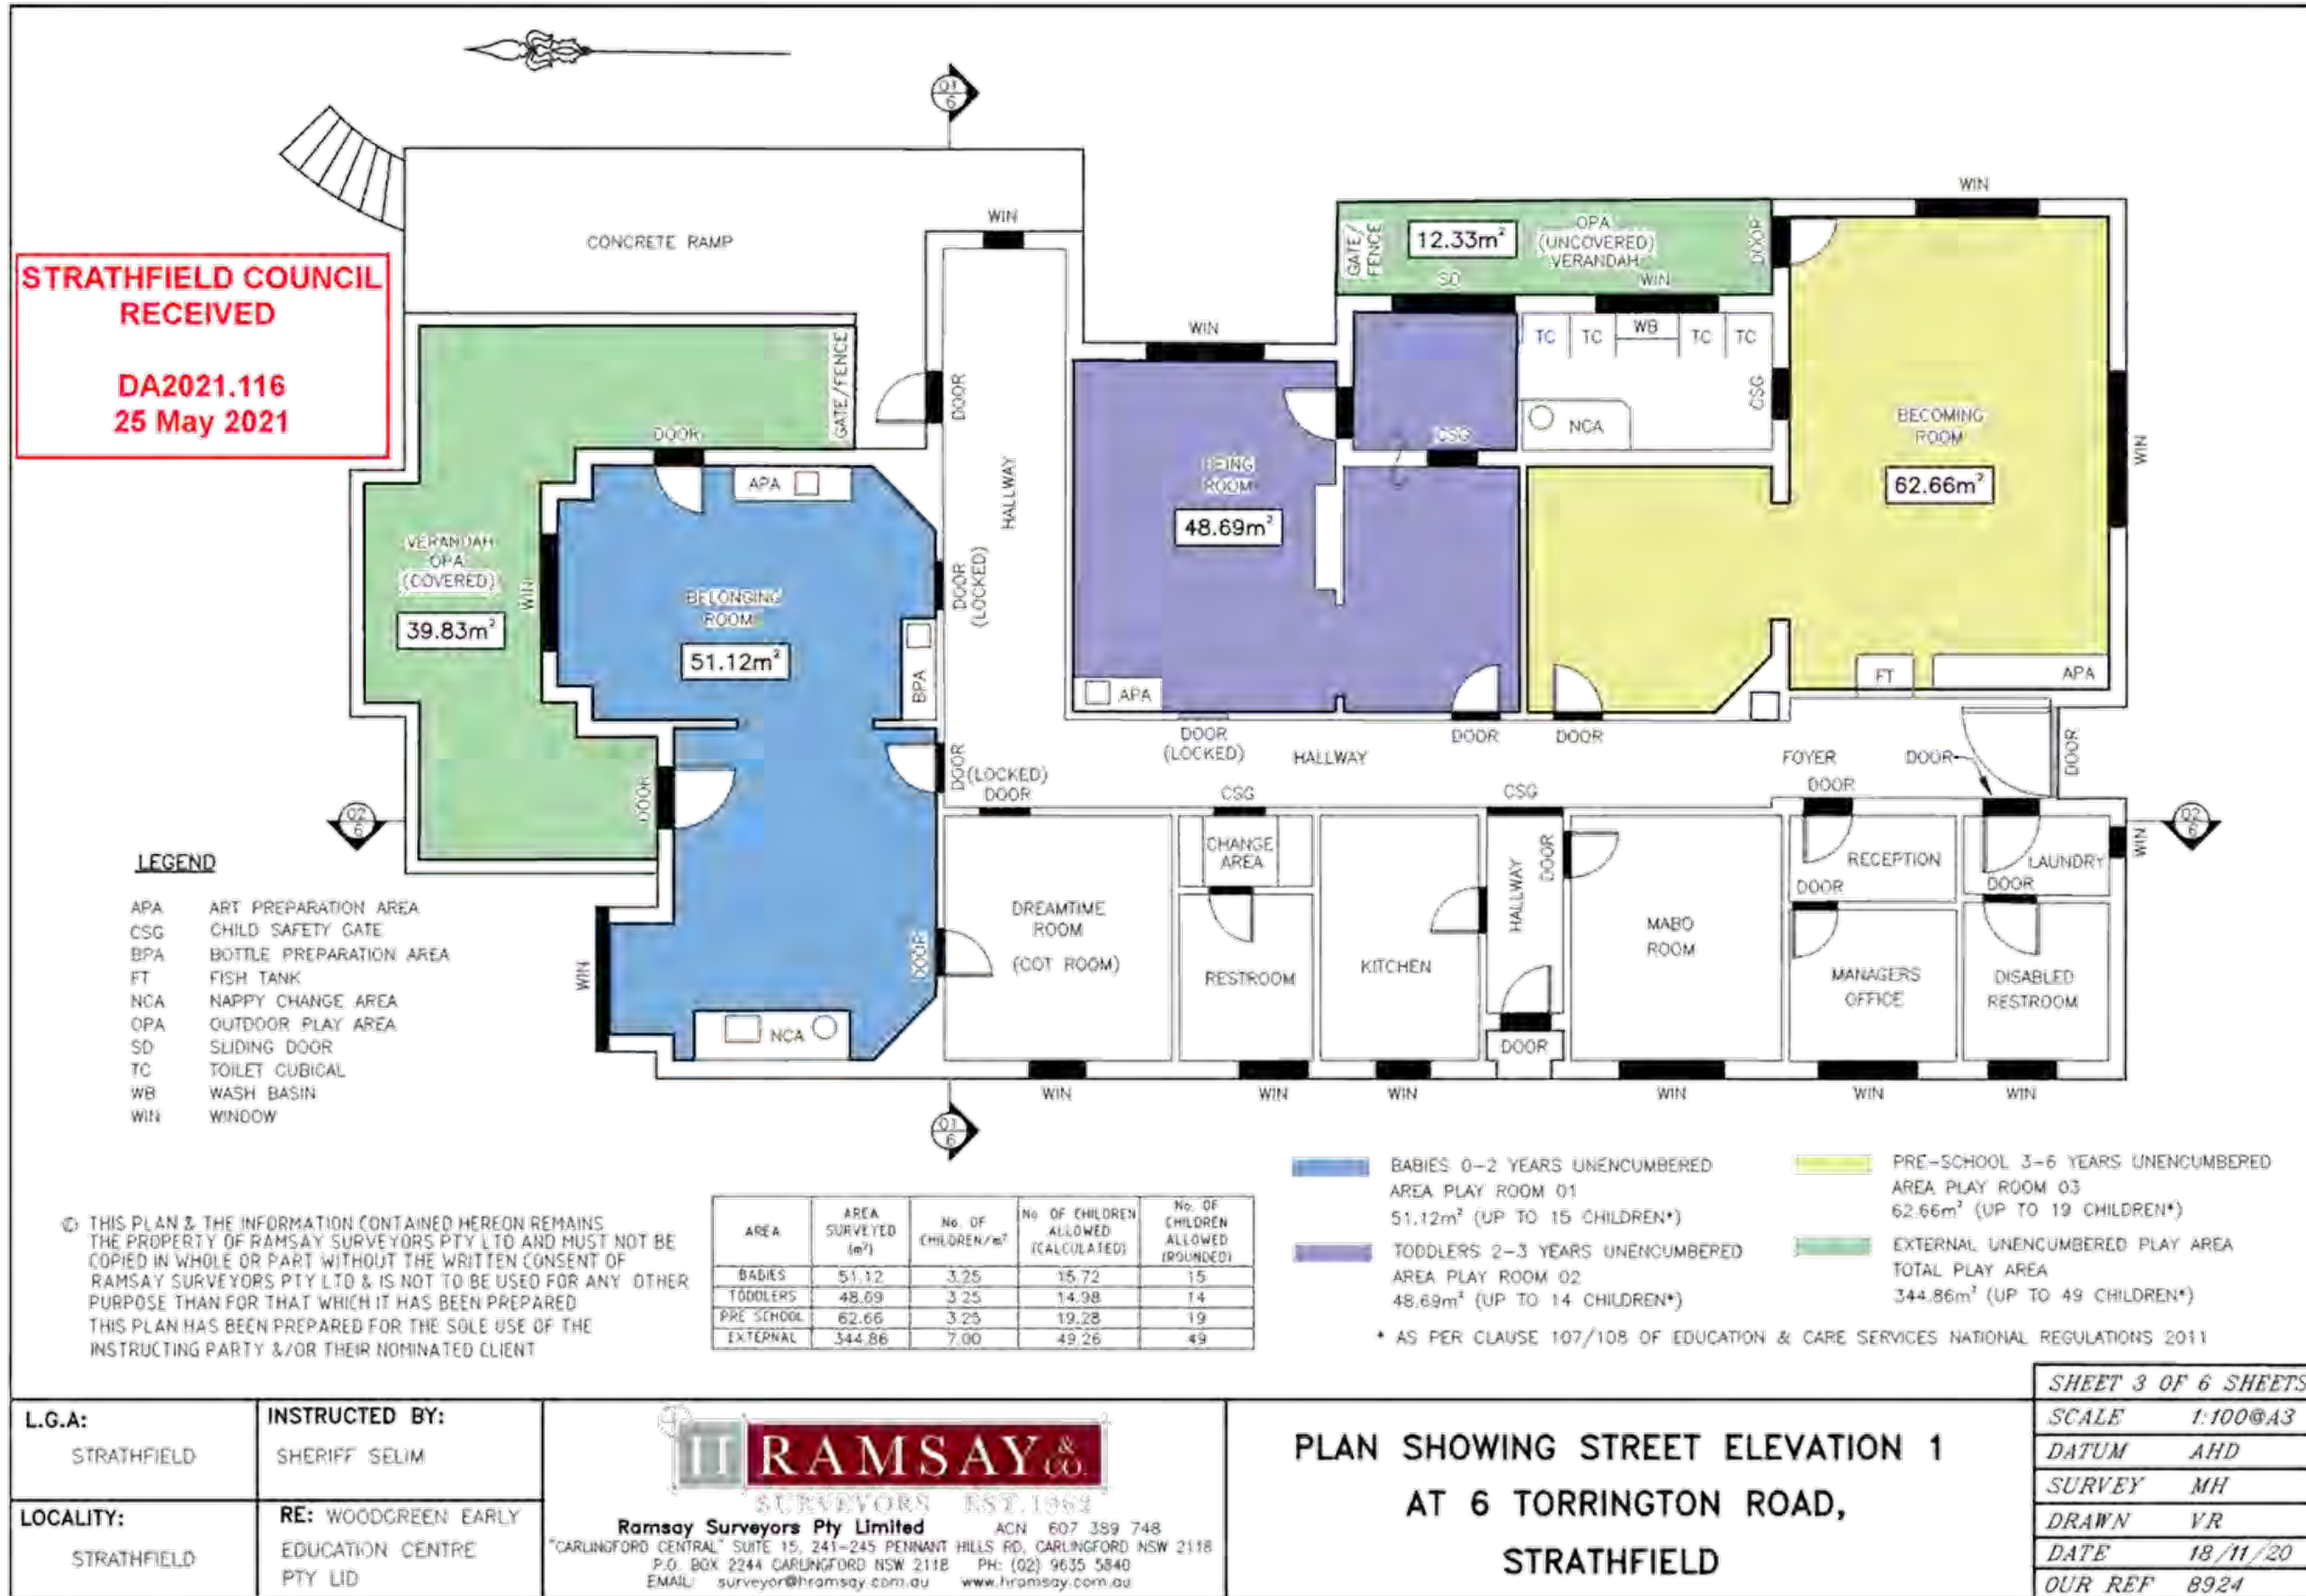 01
6
WIN
CONCRETE RAMP
WIN
GATE/
FENCE
12.33m²
OPA
(UNCOVERED)
VERANDAH
DOOR
SD
WIN
STRATHFIELD COUNCIL
RECEIVED
DA2021.116
25 May 2021
WIN
TC
TC
WB
TC
TC
CSG
NCA
GATE/FENCE
DOOR
DOOR
CSG
BECOMING
ROOM
62.66m²
WIN
APA
HALLWAY
BEING
ROOM
48.69m²
VERANDAH
OPA
(COVERED)
39.83m²
WIN
BELONGING
ROOM
51.12m²
DOOR
(LOCKED)
BPA
APA
FT
APA
DOOR
(LOCKED)
HALLWAY
DOOR
DOOR
FOYER
DOOR
DOOR
DOOR
DOOR
DOOR
(LOCKED)
DOOR
CSG
CSG
02
6
02
6
WIN
CHANGE
AREA
HALLWAY
DOOR
RECEPTION
LAUNDRY
DOOR
DOOR
DREAMTIME
ROOM
(COT ROOM)
DOOR
RESTROOM
KITCHEN
MABO
ROOM
MANAGERS
OFFICE
DISABLED
RESTROOM
WIN
NCA
DOOR
WIN
WIN
WIN
WIN
WIN
WIN
01
6
LEGEND
APA ART PREPARATION AREA
CSG CHILD SAFETY GATE
BPA BOTTLE PREPARATION AREA
FT FISH TANK
NCA NAPPY CHANGE AREA
OPA OUTDOOR PLAY AREA
SD SLIDING DOOR
TC TOILET CUBICAL
WB WASH BASIN
WIN WINDOW
© THIS PLAN & THE INFORMATION CONTAINED HEREON REMAINS
THE PROPERTY OF RAMSAY SURVEYORS PTY LTD AND MUST NOT BE
COPIED IN WHOLE OR PART WITHOUT THE WRITTEN CONSENT OF
RAMSAY SURVEYORS PTY LTD & IS NOT TO BE USED FOR ANY OTHER
PURPOSE THAN FOR THAT WHICH IT HAS BEEN PREPARED
THIS PLAN HAS BEEN PREPARED FOR THE SOLE USE OF THE
INSTRUCTING PARTY &/OR THEIR NOMINATED CLIENT
AREA | AREA SURVEYED (m²) | No. OF CHILDREN/m² | No. OF CHILDREN ALLOWED (CALCULATED) | No. OF CHILDREN ALLOWED (ROUNDED)
BABIES 51.12 3.25 15.72 15
TODDLERS 48.69 3.25 14.98 14
PRE SCHOOL 62.66 3.25 19.28 19
EXTERNAL 344.86 7.00 49.26 49
BABIES 0-2 YEARS UNENCUMBERED
AREA PLAY ROOM 01
51.12m² (UP TO 15 CHILDREN*)
TODDLERS 2-3 YEARS UNENCUMBERED
AREA PLAY ROOM 02
48.69m² (UP TO 14 CHILDREN*)
PRE-SCHOOL 3-6 YEARS UNENCUMBERED
AREA PLAY ROOM 03
62.66m² (UP TO 19 CHILDREN*)
EXTERNAL UNENCUMBERED PLAY AREA
TOTAL PLAY AREA
344.86m² (UP TO 49 CHILDREN*)
* AS PER CLAUSE 107/108 OF EDUCATION & CARE SERVICES NATIONAL REGULATIONS 2011
L.G.A:
STRATHFIELD
INSTRUCTED BY:
SHERIFF SELIM
LOCALITY:
STRATHFIELD
RE: WOODGREEN EARLY
EDUCATION CENTRE
PTY LTD
H RAMSAY & CO.
SURVEYORS EST.1962
Ramsay Surveyors Pty Limited ACN 607 389 748
"CARLINGFORD CENTRAL" SUITE 15, 241-245 PENNANT HILLS RD, CARLINGFORD NSW 2118
P.O. BOX 2244 CARLINGFORD NSW 2118 PH: (02) 9635 5840
EMAIL: surveyor@hramsay.com.au www.hramsay.com.au
PLAN SHOWING STREET ELEVATION 1
AT 6 TORRINGTON ROAD,
STRATHFIELD
SHEET 3 OF 6 SHEETS
SCALE 1:100@A3
DATUM AHD
SURVEY MH
DRAWN VR
DATE 18/11/20
OUR REF 8924